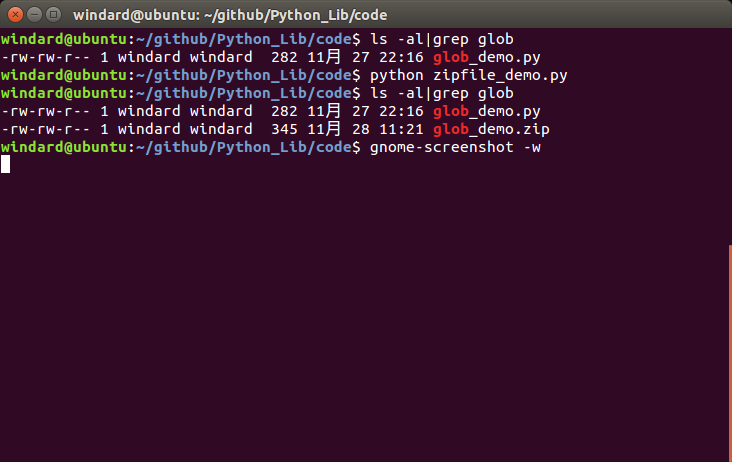 windard@ubuntu: ~/github/Python_Lib/code
windard@ubuntu:~/github/Python_Lib/code$ ls -al|grep glob
-rw-rw-r-- 1 windard windard  282 11月 27 22:16 glob_demo.py
windard@ubuntu:~/github/Python_Lib/code$ python zipfile_demo.py
windard@ubuntu:~/github/Python_Lib/code$ ls -al|grep glob
-rw-rw-r-- 1 windard windard  282 11月 27 22:16 glob_demo.py
-rw-rw-r-- 1 windard windard  345 11月 28 11:21 glob_demo.zip
windard@ubuntu:~/github/Python_Lib/code$ gnome-screenshot -w